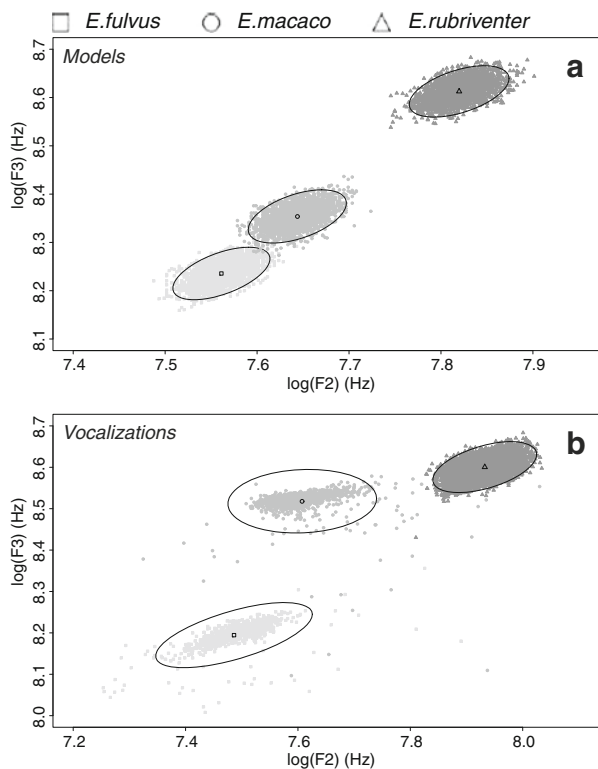 E.fulvus E.macaco E.rubriventer
Models
a
log(F3) (Hz)
8.7
8.6
8.5
8.4
8.3
8.2
8.1
7.4 7.5 7.6 7.7 7.8 7.9
log(F2) (Hz)
Vocalizations
b
log(F3) (Hz)
8.7
8.6
8.5
8.4
8.3
8.2
8.1
8.0
7.2 7.4 7.6 7.8 8.0
log(F2) (Hz)